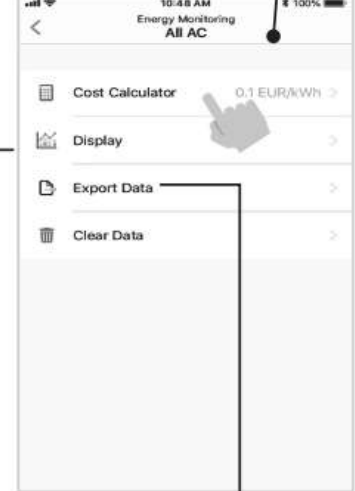 10:48 AM
100%
Energy Monitoring
All AC
Cost Calculator 0.1 EUR/kWh >
Display >
Export Data >
Clear Data >